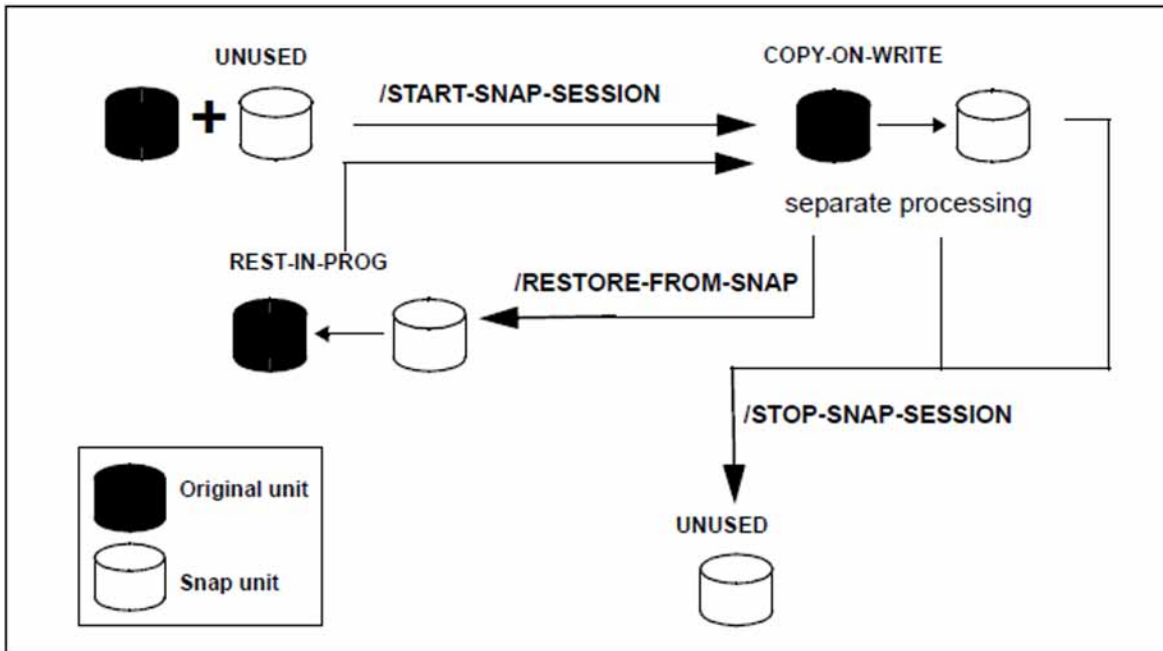 UNUSED
COPY-ON-WRITE
/START-SNAP-SESSION
+
separate processing
REST-IN-PROG
/RESTORE-FROM-SNAP
/STOP-SNAP-SESSION
Original unit
UNUSED
Snap unit